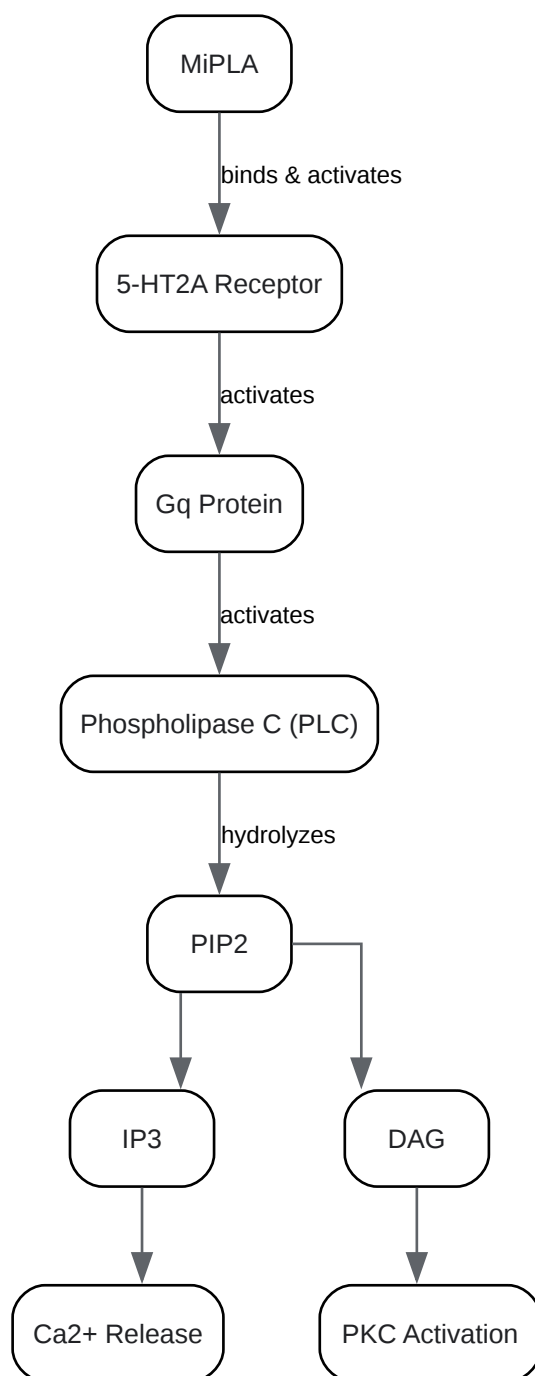 MiPLA
binds & activates
5-HT2A Receptor
activates
Gq Protein
activates
Phospholipase C (PLC)
hydrolyzes
PIP2
IP3
DAG
Ca2+ Release
PKC Activation